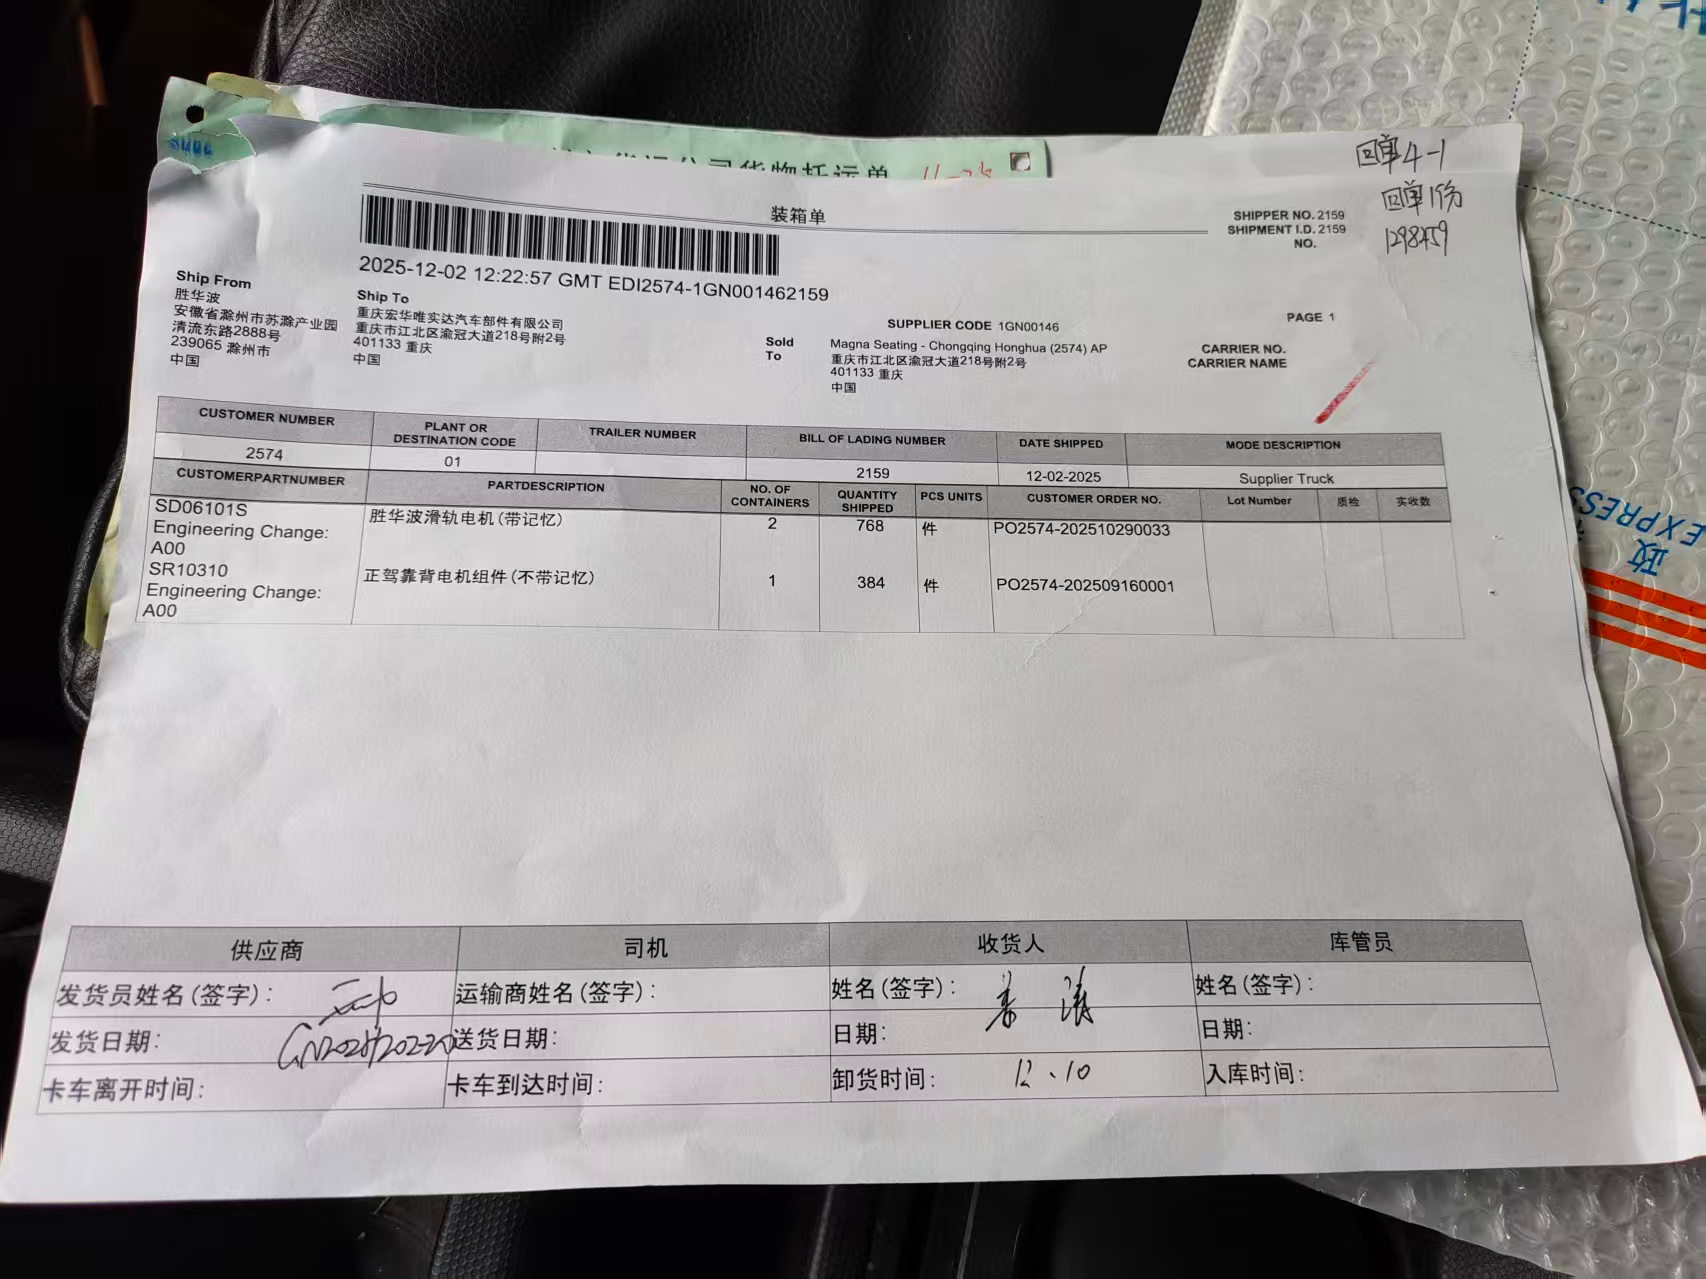 回单4-1
回单1份
装箱单
SHIPPER NO. 2159
SHIPMENT I.D. 2159
NO.
2025-12-02 12:22:57 GMT EDI2574-1GN001462159
Ship From
胜华波
安徽省滁州市苏滁产业园
清流东路2888号
239065 滁州市
中国
Ship To
重庆宏华唯实达汽车部件有限公司
重庆市江北区渝冠大道218号附2号
401133 重庆
中国
SUPPLIER CODE 1GN00146
Sold To
Magna Seating - Chongqing Honghua (2574) AP
重庆市江北区渝冠大道218号附2号
401133 重庆
中国
PAGE 1
CARRIER NO.
CARRIER NAME
CUSTOMER NUMBER PLANT OR DESTINATION CODE TRAILER NUMBER BILL OF LADING NUMBER DATE SHIPPED MODE DESCRIPTION
2574 01 2159 12-02-2025 Supplier Truck
CUSTOMERPARTNUMBER PARTDESCRIPTION NO. OF CONTAINERS QUANTITY SHIPPED PCS UNITS CUSTOMER ORDER NO. Lot Number 质检 实收数
SD06101S 胜华波滑轨电机(带记忆) 2 768 件 PO2574-202510290033
Engineering Change:
A00
SR10310 正驾靠背电机组件(不带记忆) 1 384 件 PO2574-202509160001
Engineering Change:
A00
供应商 司机 收货人 库管员
发货员姓名(签字): 运输商姓名(签字): 姓名(签字): 姓名(签字):
发货日期: 送货日期: 日期: 日期:
卡车离开时间: 卡车到达时间: 卸货时间: 12.10 入库时间:
政
EXPRESS